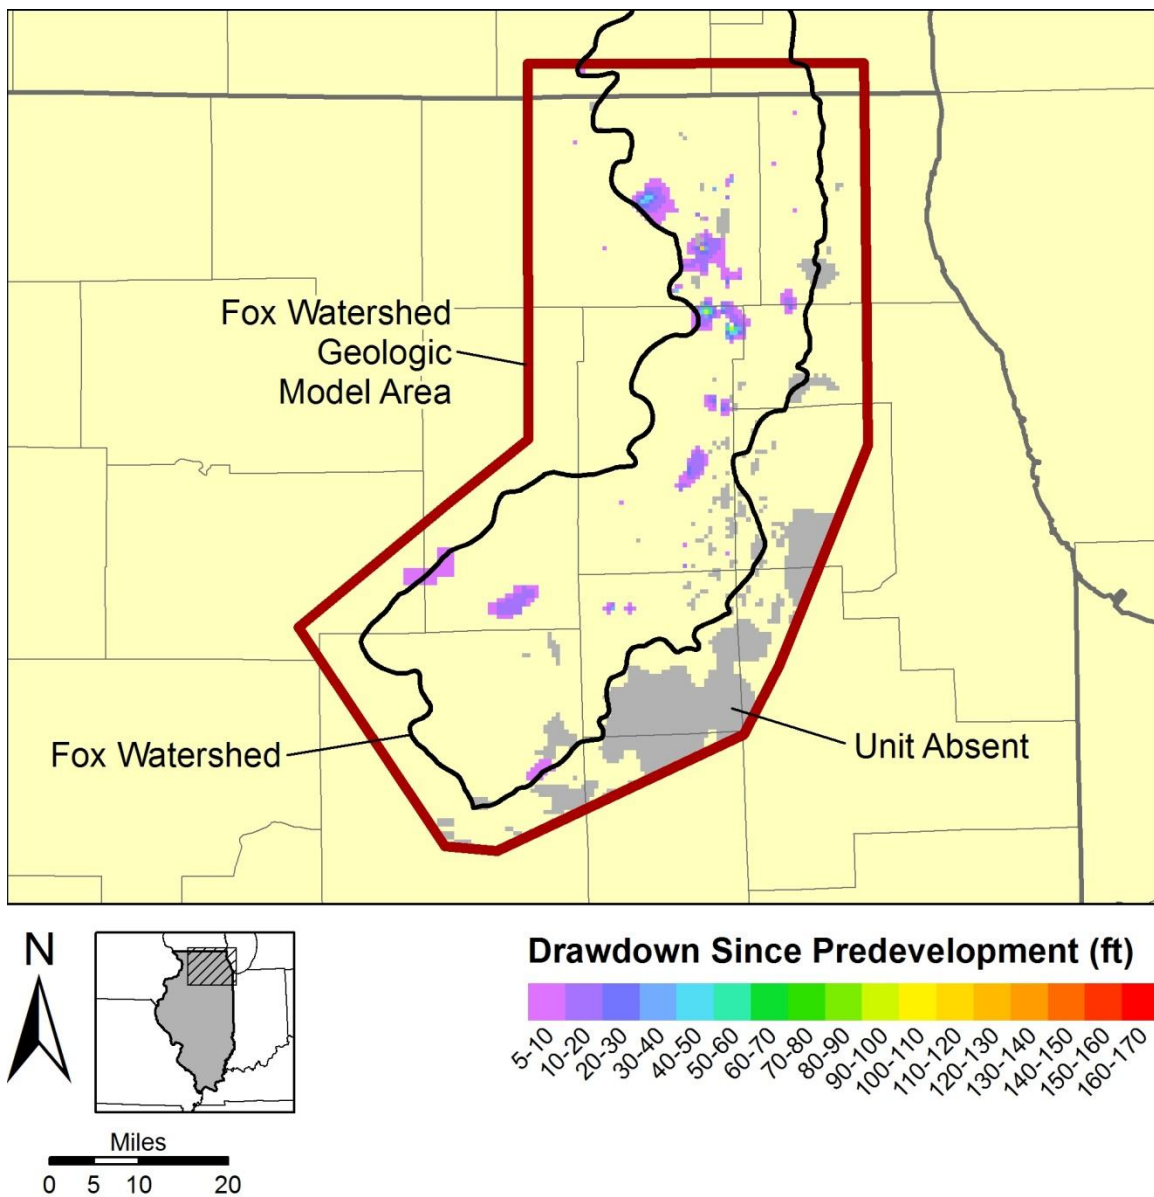 Fox Watershed
Geologic
Model Area
Fox Watershed
Unit Absent
N
Drawdown Since Predevelopment (ft)
5-10
10-20
20-30
30-40
40-50
50-60
60-70
70-80
80-90
90-100
100-110
110-120
120-130
130-140
140-150
150-160
160-170
Miles
0 5 10 20